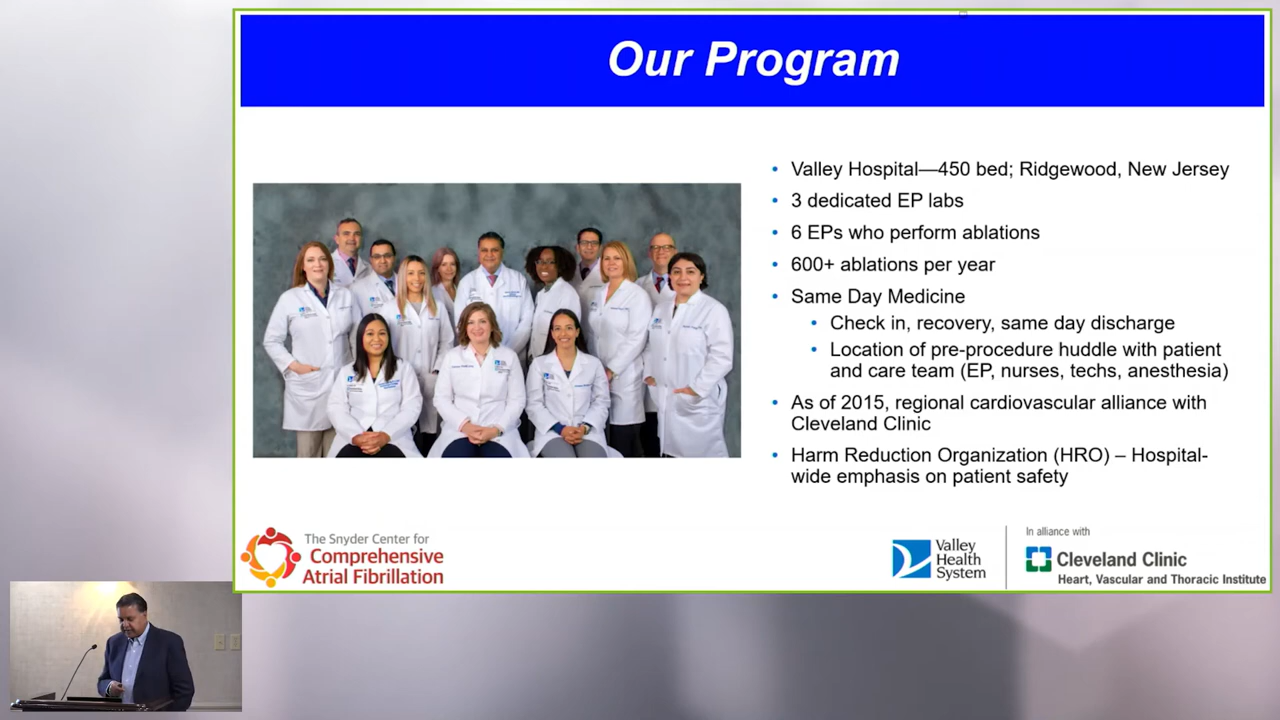 Our Program
Valley Hospital—450 bed; Ridgewood, New Jersey
3 dedicated EP labs
6 EPs who perform ablations
600+ ablations per year
Same Day Medicine
Check in, recovery, same day discharge
Location of pre-procedure huddle with patient
and care team (EP, nurses, techs, anesthesia)
As of 2015, regional cardiovascular alliance with
Cleveland Clinic
Harm Reduction Organization (HRO) – Hospital-
wide emphasis on patient safety
The Snyder Center for
Comprehensive
Atrial Fibrillation
Valley
Health
System
In alliance with
Cleveland Clinic
Heart, Vascular and Thoracic Institute